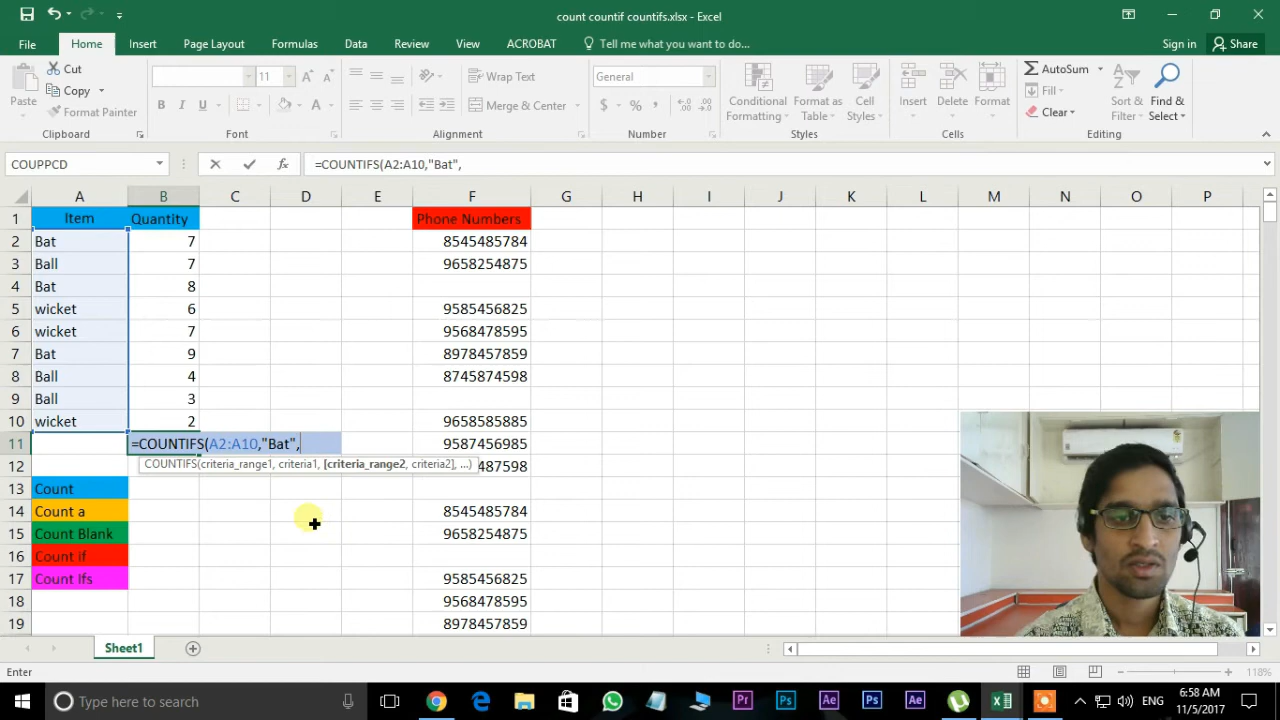 count countif countifs.xlsx - Excel
File Home Insert Page Layout Formulas Data Review View ACROBAT Tell me what you want to do... Sign in Share
Cut
Copy
Format Painter
Paste
11
Wrap Text
Merge & Center
General
$ % ,
Conditional Formatting
Format as Table
Cell Styles
Insert
Delete
Format
AutoSum
Fill
Clear
Sort & Filter
Find & Select
Clipboard Font Alignment Number Styles Cells Editing
COUPPCD =COUNTIFS(A2:A10,"Bat",
A B C D E F G H I J K L M N O P
1 Item Quantity Phone Numbers
2 Bat 7 8545485784
3 Ball 7 9658254875
4 Bat 8
5 wicket 6 9585456825
6 wicket 7 9568478595
7 Bat 9 8978457859
8 Ball 4 8745874598
9 Ball 3
10 wicket 2 9658585885
11 =COUNTIFS(A2:A10,"Bat", 9587456985
COUNTIFS(criteria_range1, criteria1, [criteria_range2, criteria2], ...)
12 487598
13 Count
14 Count a 8545485784
15 Count Blank 9658254875
16 Count if
17 Count Ifs 9585456825
18 9568478595
19 8978457859
Sheet1
Enter 118%
Type here to search
ENG
6:58 AM
11/5/2017